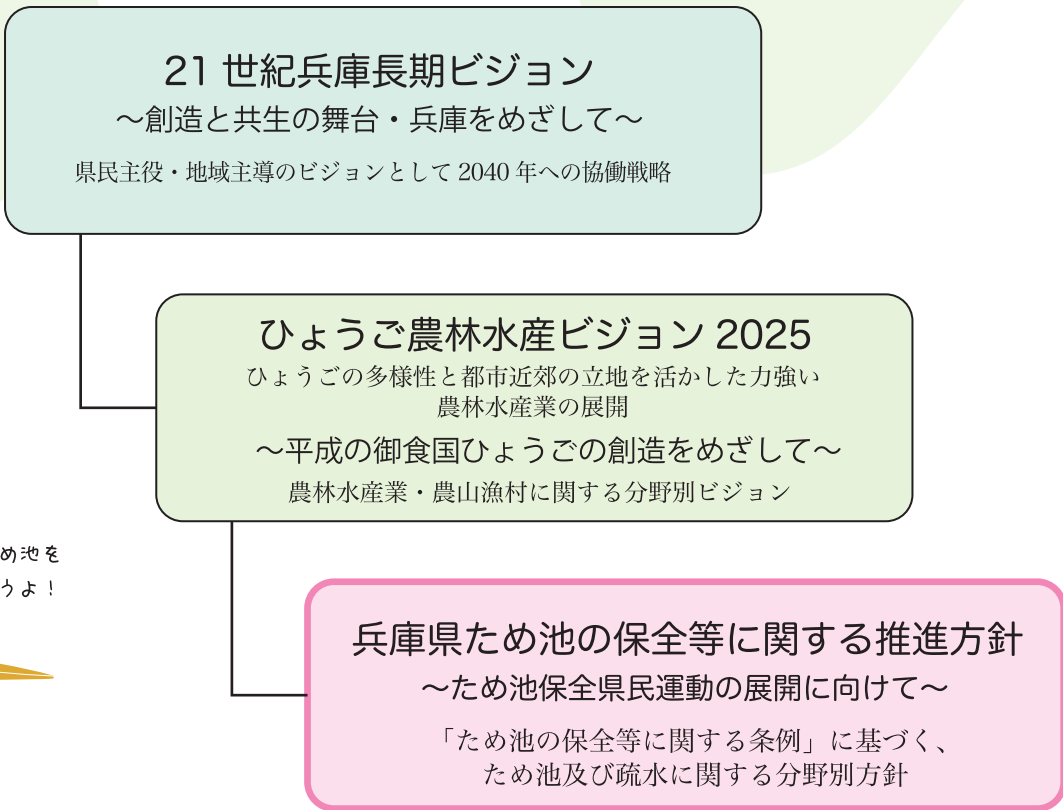 21 世紀兵庫長期ビジョン
～創造と共生の舞台・兵庫をめざして～
県民主役・地域主導のビジョンとして 2040 年への協働戦略
ひょうご農林水産ビジョン 2025
ひょうごの多様性と都市近郊の立地を活かした力強い
農林水産業の展開
～平成の御食国ひょうごの創造をめざして～
農林水産業・農山漁村に関する分野別ビジョン
め池を
うよ！
兵庫県ため池の保全等に関する推進方針
～ため池保全県民運動の展開に向けて～
「ため池の保全等に関する条例」に基づく、
ため池及び疏水に関する分野別方針